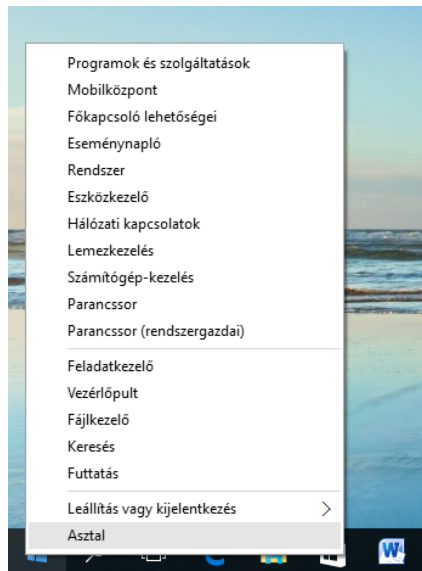 Programok és szolgáltatások
Mobilközpont
Főkapcsoló lehetőségei
Eseménynapló
Rendszer
Eszközkezelő
Hálózati kapcsolatok
Lemezkezelés
Számítógép-kezelés
Parancssor
Parancssor (rendszergazdai)
Feladatkezelő
Vezérlőpult
Fájlkezelő
Keresés
Futtatás
Leállítás vagy kijelentkezés
Asztal
W